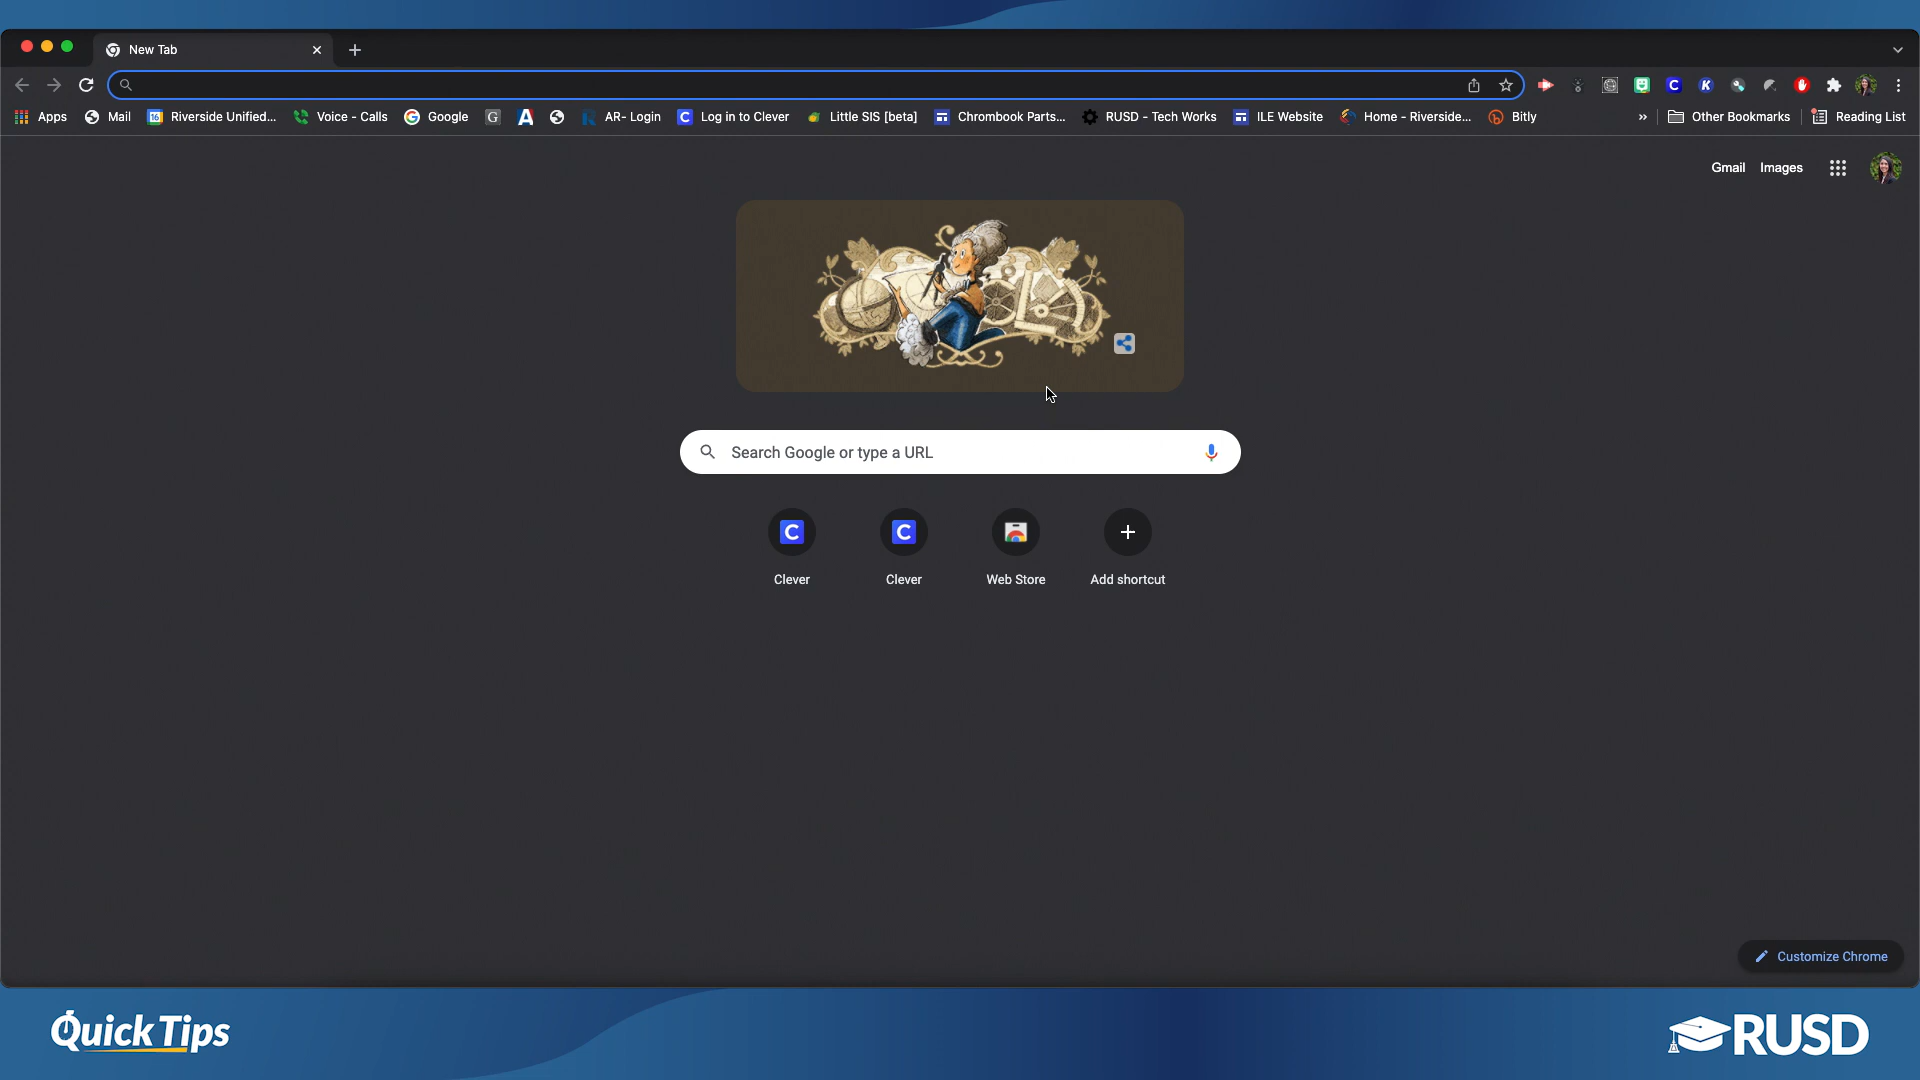 New Tab
Apps Mail 16 Riverside Unified... Voice - Calls Google G AR- Login Log in to Clever Little SIS [beta] Chrombook Parts... RUSD - Tech Works ILE Website Home - Riverside... Bitly » Other Bookmarks Reading List
Gmail Images
Search Google or type a URL
C C
Clever Clever Web Store Add shortcut
Customize Chrome
Quick Tips
RUSD